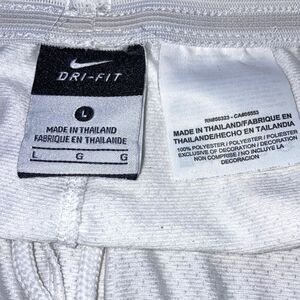 DRI-FIT
L
MADE IN THAILAND
FABRIQUE EN THAILANDE
L G G
RN#56323 - CA#05553
MADE IN THAILAND/FABRIQUE EN
THAILANDE/HECHO EN TAILANDIA
100% POLYESTER / POLYESTER / POLIESTER
EXCLUSIVE OF DECORATION / DECORATION
NON COMPRISE / NO INCLUYE LA
DECORACION